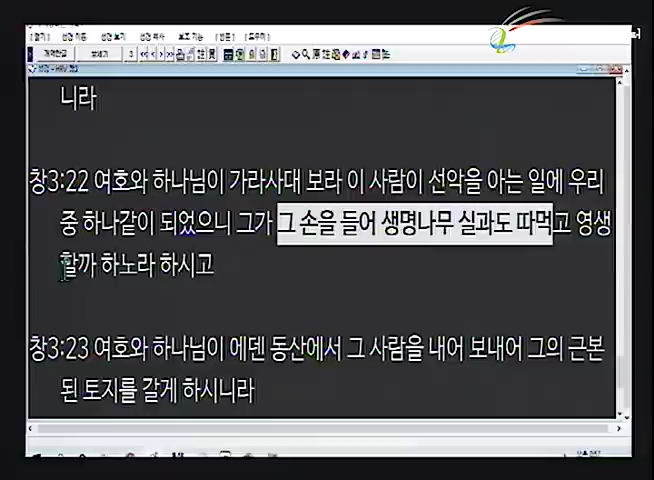 니라
창3:22 여호와 하나님이 가라사대 보라 이 사람이 선악을 아는 일에 우리
중 하나같이 되었으니 그가 그 손을 들어 생명나무 실과도 따먹고 영생
할까 하노라 하시고
창3:23 여호와 하나님이 에덴 동산에서 그 사람을 내어 보내어 그의 근본
된 토지를 갈게 하시니라